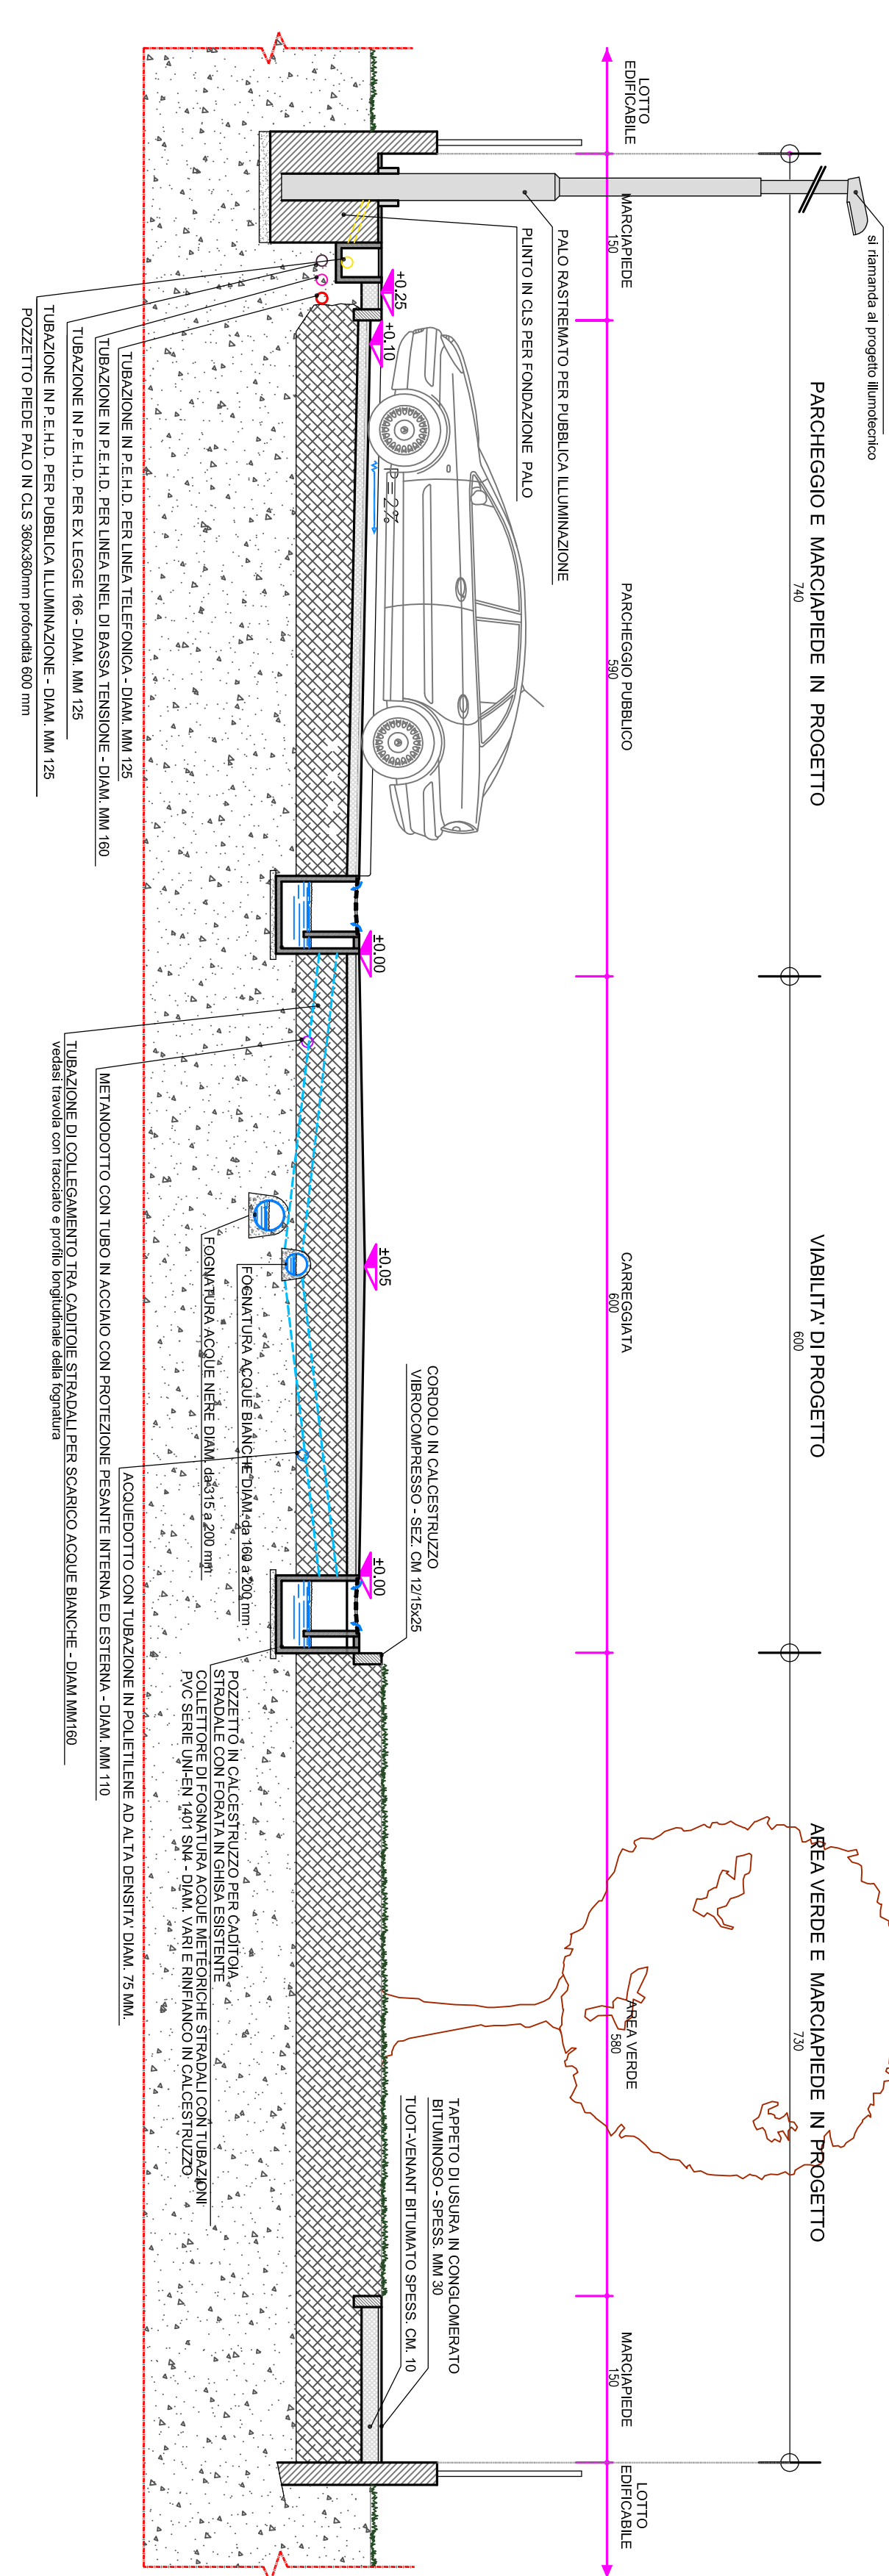 PARCHEGGIO E MARCIAPIEDE IN PROGETTO
740
VIABILITA' DI PROGETTO
600
AREA VERDE E MARCIAPIEDE IN PROGETTO
730
si riamanda al progetto illumotecnico
LOTTO
EDIFICABILE
MARCIAPIEDE
150
PARCHEGGIO PUBBLICO
590
CARREGGIATA
600
AREA VERDE
580
MARCIAPIEDE
150
LOTTO
EDIFICABILE
PALO RASTREMATO PER PUBBLICA ILLUMINAZIONE
PLINTO IN CLS PER FONDAZIONE PALO
CORDOLO IN CALCESTRUZZO
VIBROCOMPRESSO - SEZ. CM 12/15x25
TAPPETO DI USURA IN CONGLOMERATO
BITUMINOSO - SPESS. MM 30
TUOT-VENANT BITUMATO SPESS. CM. 10
+0.25
+0.10
P=2%
±0.00
+0.05
±0.00
TUBAZIONE IN P.E.H.D. PER LINEA TELEFONICA - DIAM. MM 125
TUBAZIONE IN P.E.H.D. PER LINEA ENEL DI BASSA TENSIONE - DIAM. MM 160
TUBAZIONE IN P.E.H.D. PER EX LEGGE 166 - DIAM. MM 125
TUBAZIONE IN P.E.H.D. PER PUBBLICA ILLUMINAZIONE - DIAM. MM 125
POZZETTO PIEDE PALO IN CLS 360x360mm profondità 600 mm
FOGNATURA ACQUE BIANCHE DIAM. da 160 a 200 mm
FOGNATURA ACQUE NERE DIAM. da 315 a 200 mm
ACQUEDOTTO CON TUBAZIONE IN POLIETILENE AD ALTA DENSITA' DIAM. 75 MM.
METANODOTTO CON TUBO IN ACCIAIO CON PROTEZIONE PESANTE INTERNA ED ESTERNA - DIAM. MM 110
TUBAZIONE DI COLLEGAMENTO TRA CADITOIE STRADALI PER SCARICO ACQUE BIANCHE - DIAM MM160
vedasi travola con tracciato e profilo longitudinale della fognatura
POZZETTO IN CALCESTRUZZO PER CADITOIA
STRADALE CON FORATA IN GHISA ESISTENTE
COLLETTORE DI FOGNATURA ACQUE METEORICHE STRADALI CON TUBAZIONI
PVC SERIE UNI-EN 1401 SN4 - DIAM. VARI E RINFIANCO IN CALCESTRUZZO